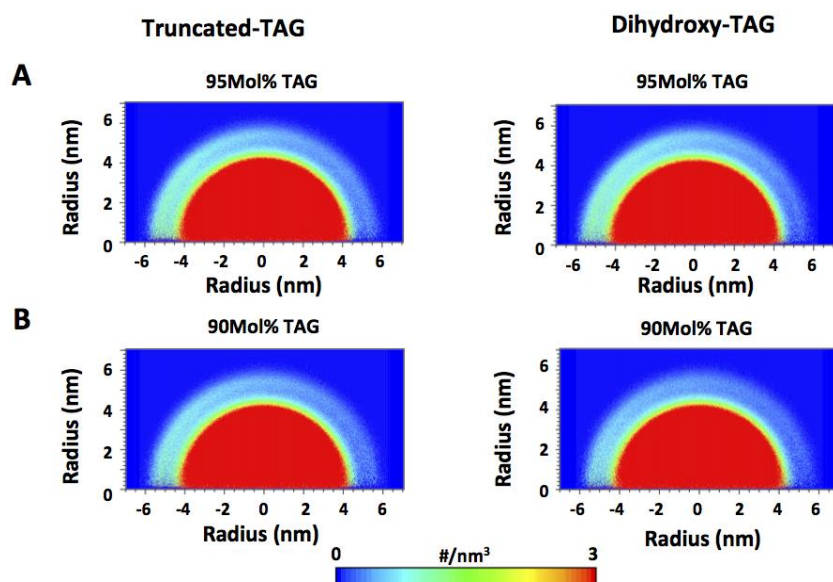 Truncated-TAG
Dihydroxy-TAG
A
95Mol% TAG
95Mol% TAG
Radius (nm)
6
4
2
0
-6 -4 -2 0 2 4 6
Radius (nm)
Radius (nm)
6
4
2
0
-6 -4 -2 0 2 4 6
Radius (nm)
B
90Mol% TAG
90Mol% TAG
Radius (nm)
6
4
2
0
-6 -4 -2 0 2 4 6
Radius (nm)
Radius (nm)
6
4
2
0
-6 -4 -2 0 2 4 6
Radius (nm)
0 #/nm³ 3